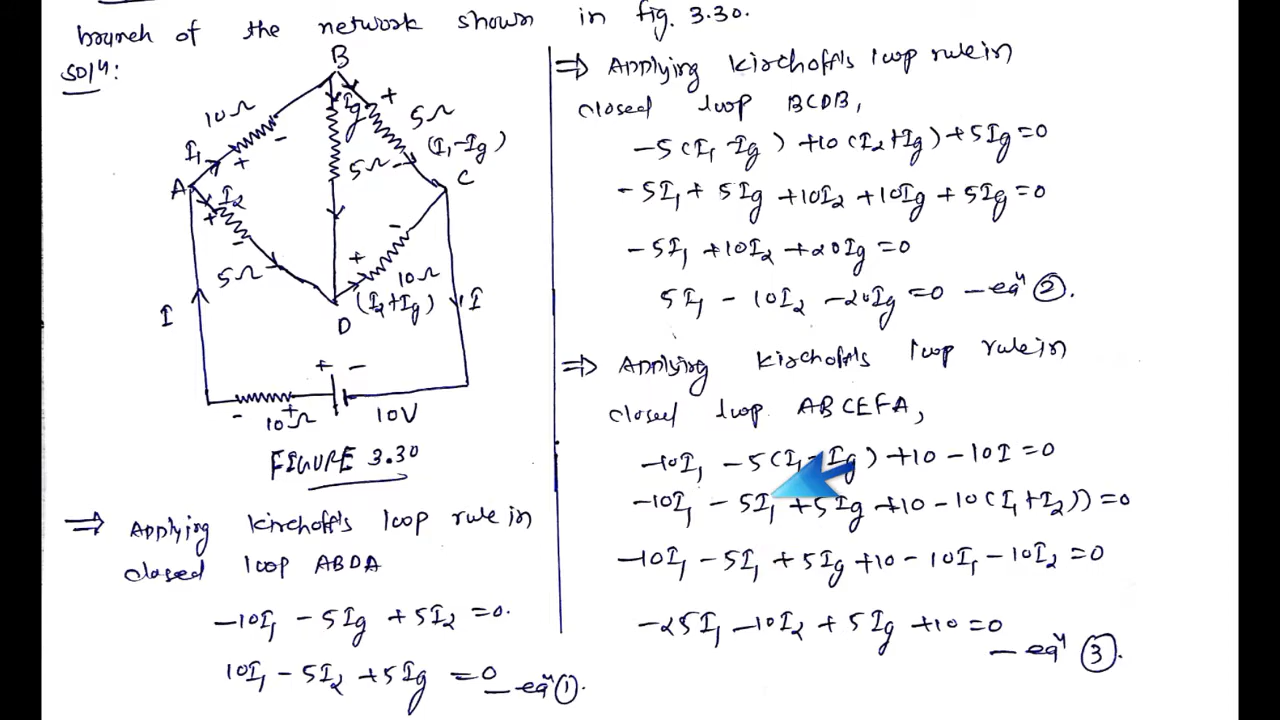 branch of the network shown in fig. 3.30.
Solⁿ:
B
10Ω
Ig
+
5Ω
(I₁-Ig)
I₁
+
-
5Ω
-
C
A
I₂
+
-
5Ω
+
-
10Ω
(I₂+Ig)
D
I
I
+ -
- + 10Ω
10V
FIGURE 3.30
⇒ Applying kirchoff's loop rule in
closed loop ABDA
-10I₁ - 5Ig + 5I₂ = 0.
10I₁ - 5I₂ + 5Ig = 0 — eqⁿ ①.
⇒ Applying kirchoff's loop rule in
closed loop BCDB,
-5(I₁-Ig) + 10(I₂+Ig) + 5Ig = 0
-5I₁ + 5Ig + 10I₂ + 10Ig + 5Ig = 0
-5I₁ + 10I₂ + 20Ig = 0
5I₁ - 10I₂ - 20Ig = 0 — eqⁿ ②.
⇒ Applying kirchoff's loop rule in
closed loop ABCEFA,
-10I₁ - 5(I₁-Ig) + 10 - 10I = 0
-10I₁ - 5I₁ + 5Ig + 10 - 10(I₁+I₂)) = 0
-10I₁ - 5I₁ + 5Ig + 10 - 10I₁ - 10I₂ = 0
-25I₁ - 10I₂ + 5Ig + 10 = 0
— eqⁿ ③.